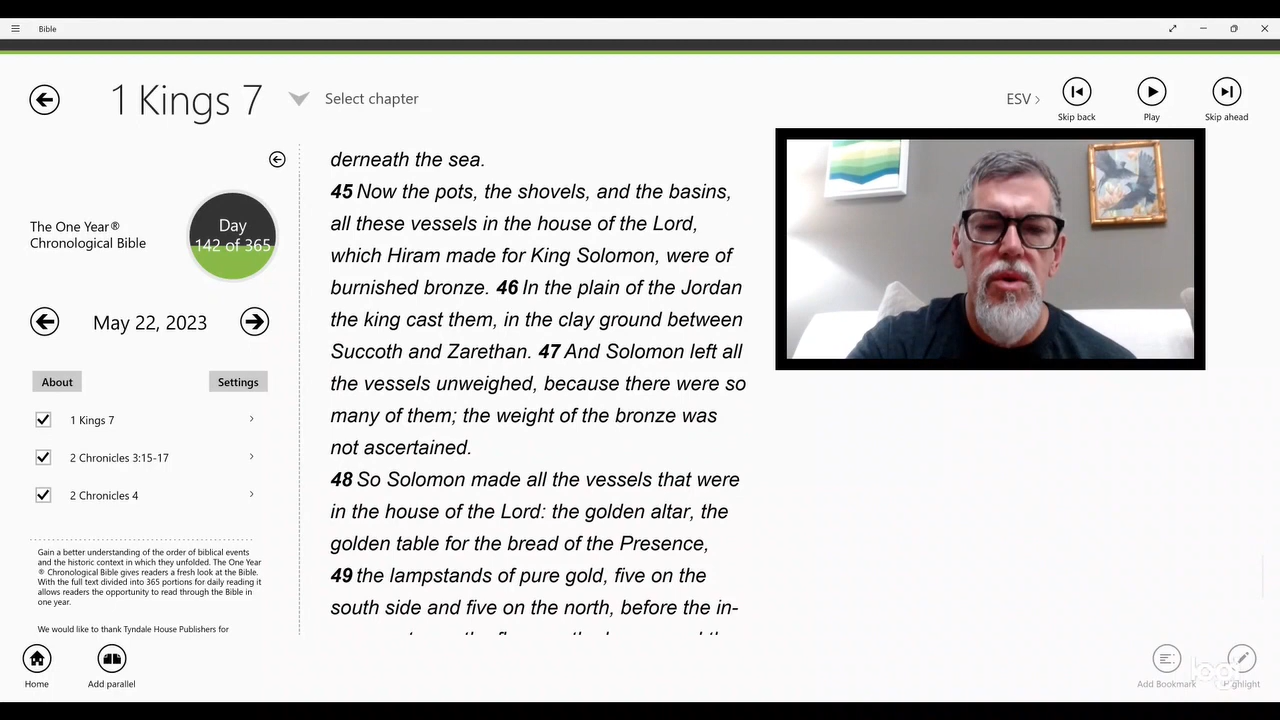 Bible
1 Kings 7
Select chapter
ESV
Skip back
Play
Skip ahead
The One Year®
Chronological Bible
Day
142 of 365
May 22, 2023
About
Settings
1 Kings 7
2 Chronicles 3:15-17
2 Chronicles 4
Gain a better understanding of the order of biblical events
and the historic context in which they unfolded. The One Year
® Chronological Bible gives readers a fresh look at the Bible.
With the full text divided into 365 portions for daily reading it
allows readers the opportunity to read through the Bible in
one year.
We would like to thank Tyndale House Publishers for
derneath the sea.
45 Now the pots, the shovels, and the basins,
all these vessels in the house of the Lord,
which Hiram made for King Solomon, were of
burnished bronze. 46 In the plain of the Jordan
the king cast them, in the clay ground between
Succoth and Zarethan. 47 And Solomon left all
the vessels unweighed, because there were so
many of them; the weight of the bronze was
not ascertained.
48 So Solomon made all the vessels that were
in the house of the Lord: the golden altar, the
golden table for the bread of the Presence,
49 the lampstands of pure gold, five on the
south side and five on the north, before the in-
Home
Add parallel
Add Bookmark
Highlight
logi